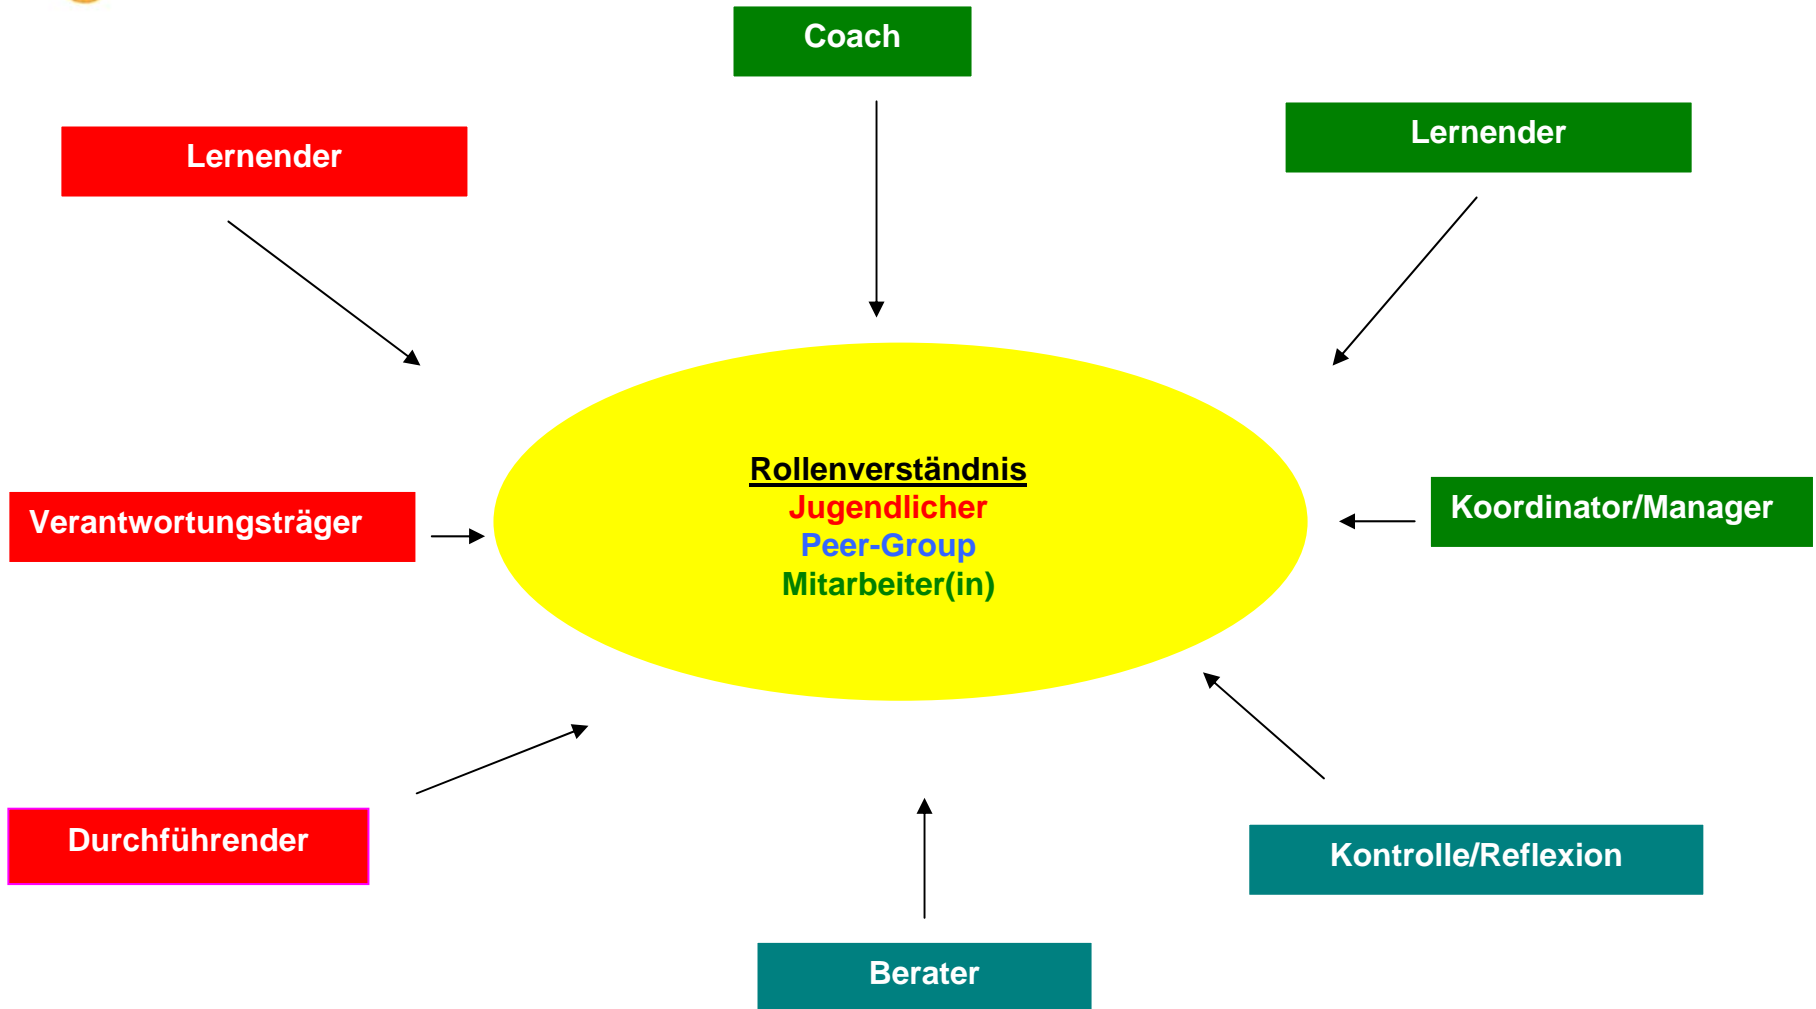 Coach
Lernender
Lernender
Rollenverständnis
Jugendlicher
Peer-Group
Mitarbeiter(in)
Verantwortungsträger
Koordinator/Manager
Durchführender
Kontrolle/Reflexion
Berater